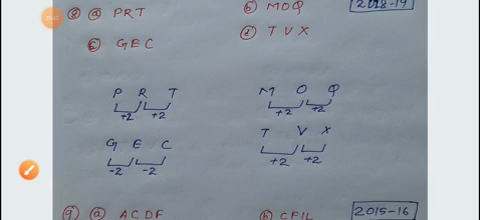 ⑧ ⓐ PRT ⓑ MOQ 2018-19
ⓒ GEC ⓓ TVX
P R T M O Q
+2 +2 +2 +2
G E C T V X
-2 -2 +2 +2
⑨ ⓐ ACDF ⓑ CFIL 2015-16